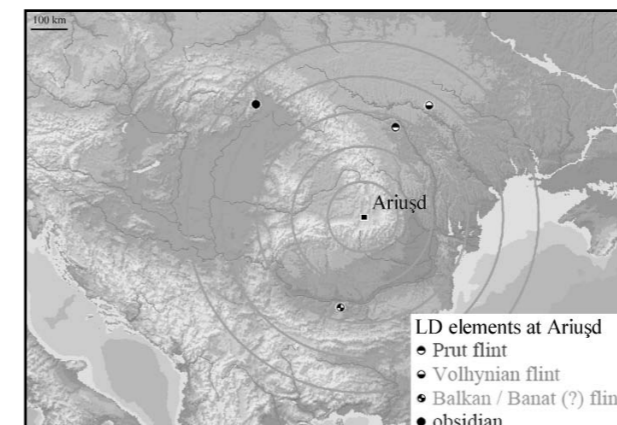 100 km
Ariuşd
LD elements at Ariuşd
Prut flint
Volhynian flint
Balkan / Banat (?) flin
obsidian